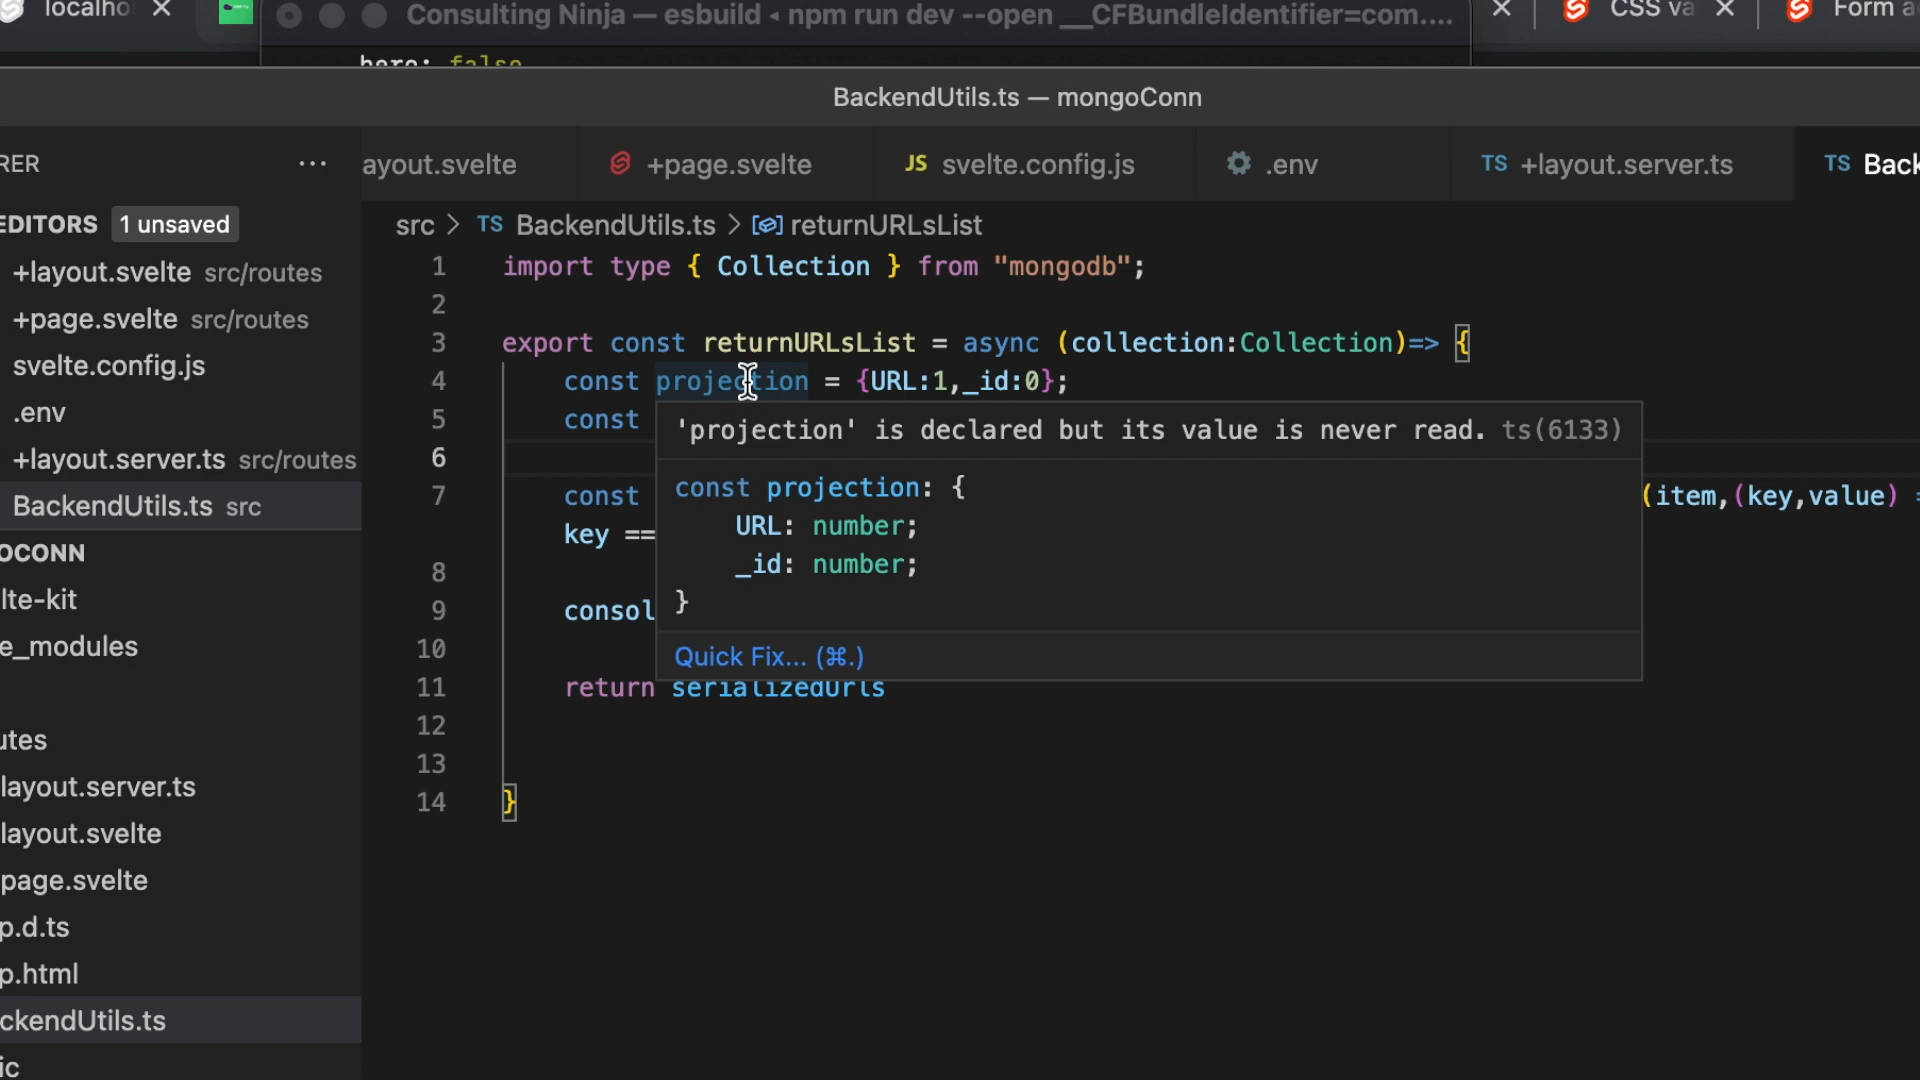 localho
Consulting Ninja — esbuild ◂ npm run dev --open __CFBundleIdentifier=com....
CSS va
Form a
hero: false
BackendUtils.ts — mongoConn
RER ...
ayout.svelte
+page.svelte
JS svelte.config.js
.env
TS +layout.server.ts
TS Back
EDITORS 1 unsaved
+layout.svelte src/routes
+page.svelte src/routes
svelte.config.js
.env
+layout.server.ts src/routes
BackendUtils.ts src
OCONN
lte-kit
e_modules
utes
layout.server.ts
layout.svelte
page.svelte
p.d.ts
p.html
ckendUtils.ts
ic
src > TS BackendUtils.ts > returnURLsList
1 import type { Collection } from "mongodb";
2
3 export const returnURLsList = async (collection:Collection)=> {
4 const projection = {URL:1,_id:0};
5 const
6
7 const (item,(key,value) =
key ==
8
9 consol
10
11 return serializedUrls
12
13
14 }
'projection' is declared but its value is never read. ts(6133)
const projection: {
URL: number;
_id: number;
}
Quick Fix... (⌘.)